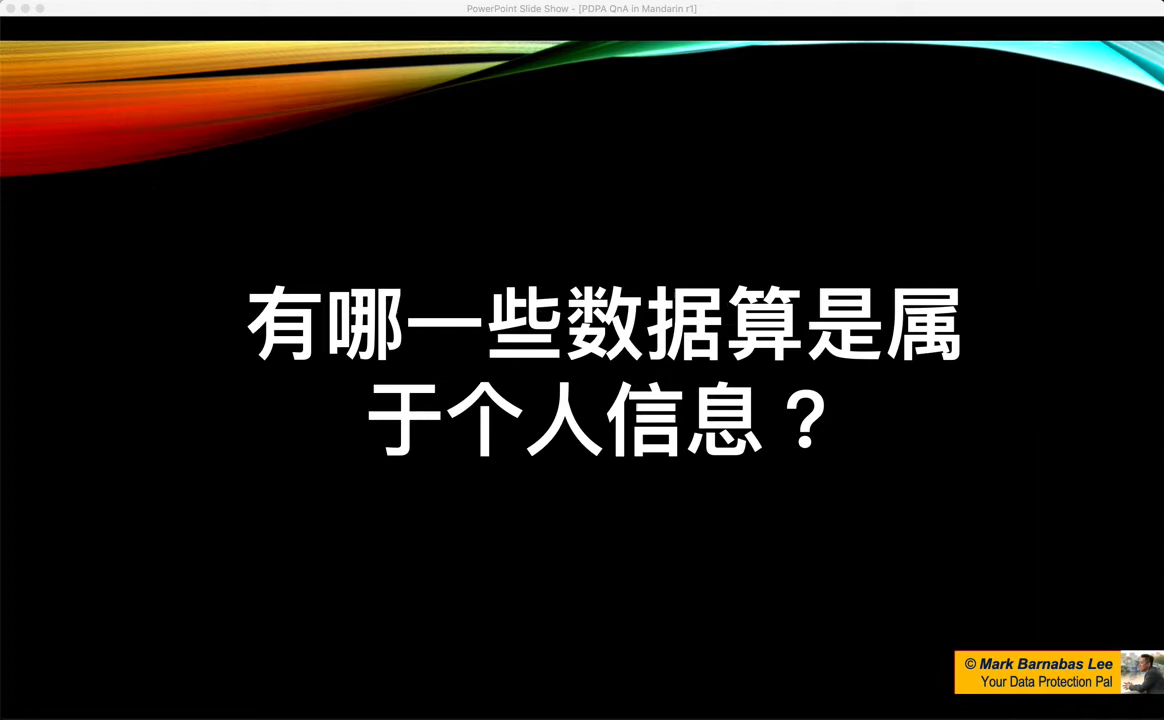 PowerPoint Slide Show - [PDPA QnA in Mandarin r1]
有哪一些数据算是属
于个人信息？
© Mark Barnabas Lee
Your Data Protection Pal